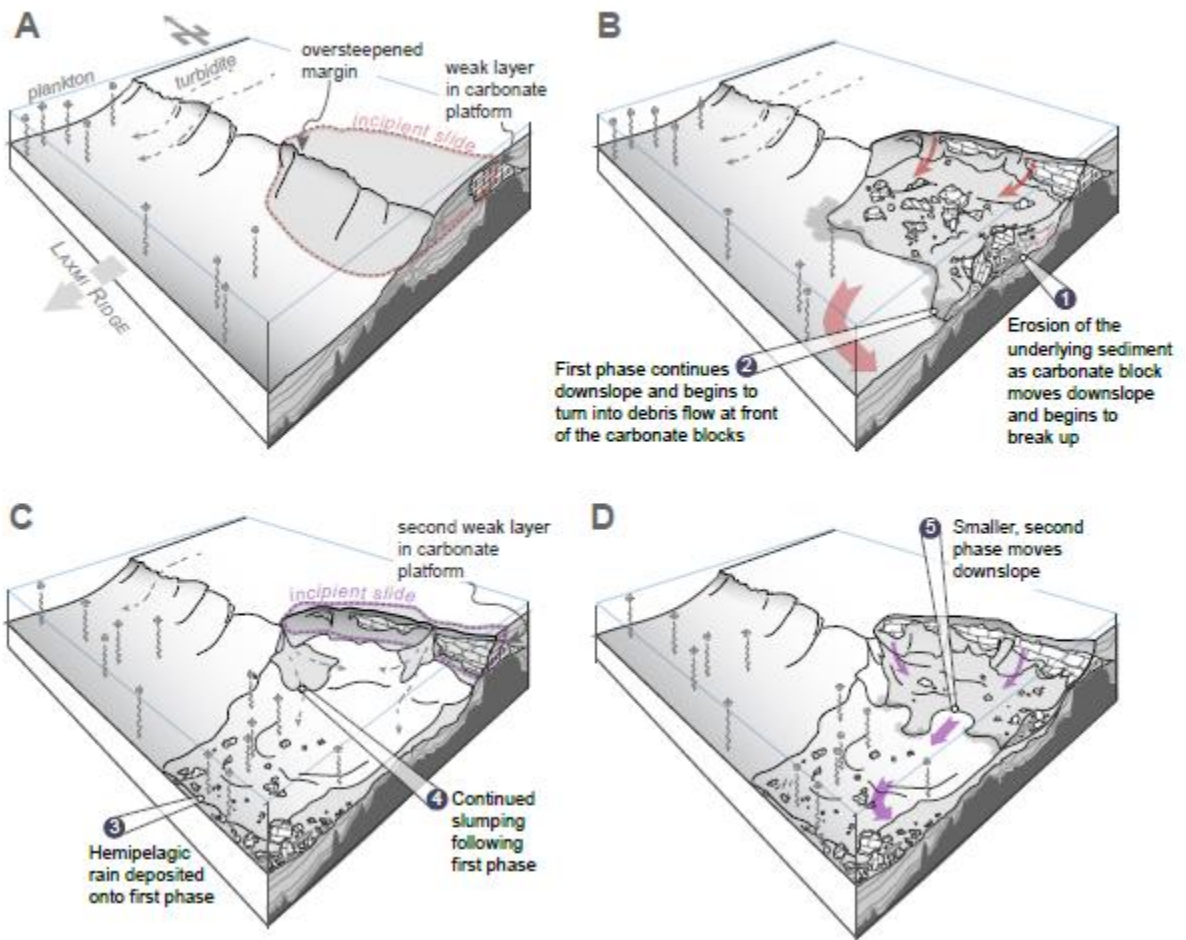 A
N
plankton
turbidite
oversteepened
margin
weak layer
in carbonate
platform
incipient slide
LAXMI RIDGE
B
1
Erosion of the
underlying sediment
as carbonate block
moves downslope
and begins to
break up
First phase continues 2
downslope and begins to
turn into debris flow at front
of the carbonate blocks
C
second weak layer
in carbonate
platform
incipient slide
3
Hemipelagic
rain deposited
onto first phase
4 Continued
slumping
following
first phase
D
5 Smaller, second
phase moves
downslope